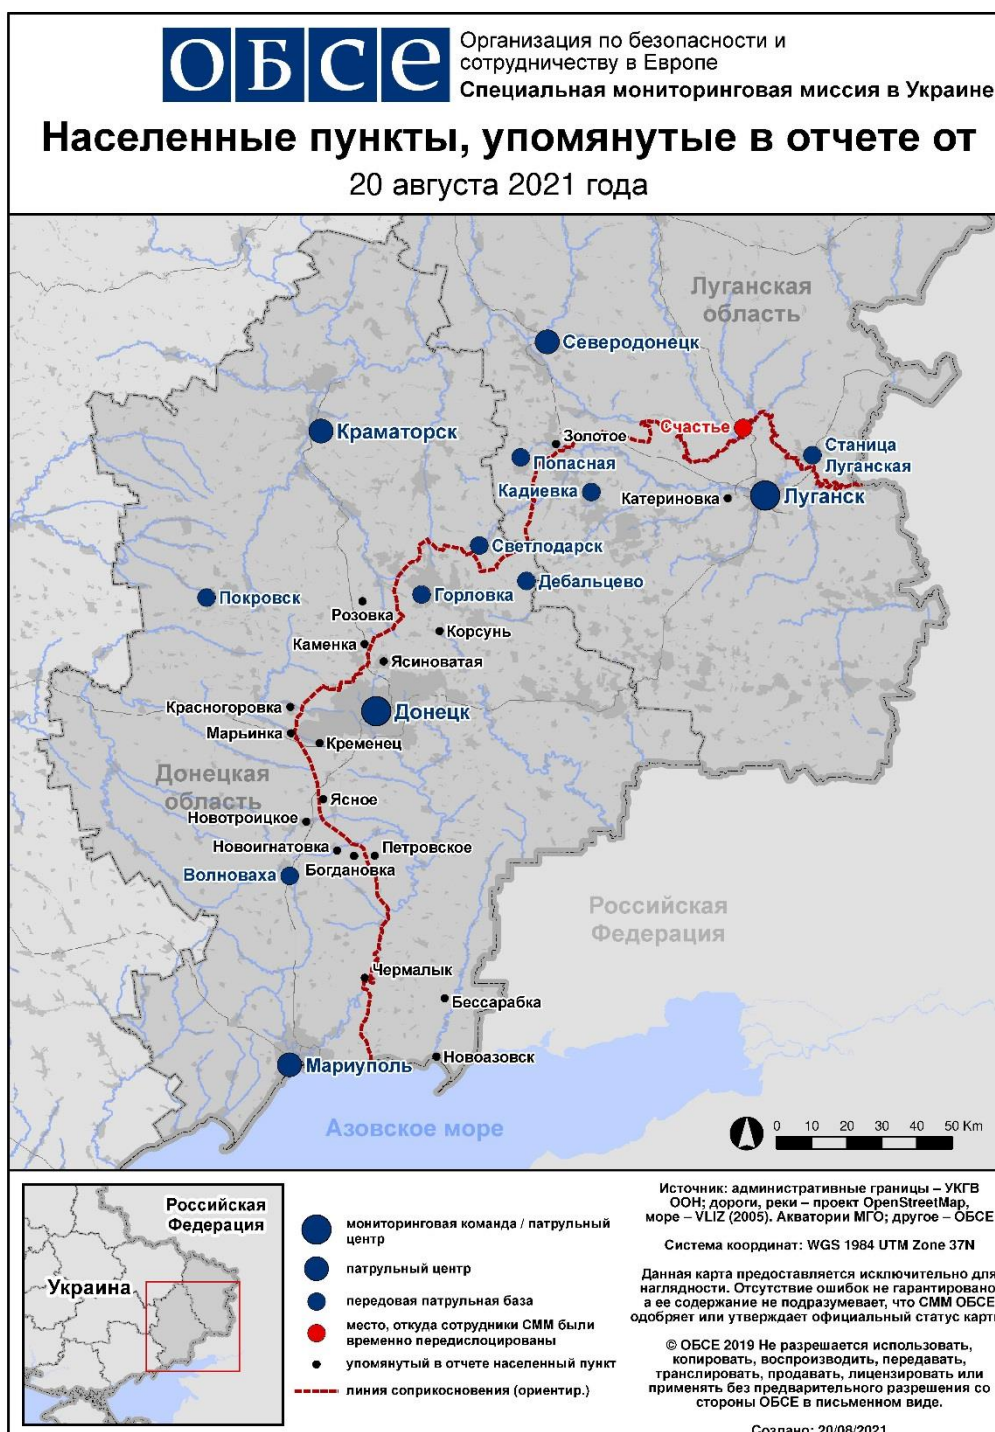 ОБСЕ
Организация по безопасности и
сотрудничеству в Европе
Специальная мониторинговая миссия в Украине
Населенные пункты, упомянутые в отчете от
20 августа 2021 года
Луганская
область
Северодонецк
Счастье
Золотое
Краматорск
Станица
Луганская
Попасная
Кадиевка
Катериновка
Луганск
Светлодарск
Дебальцево
Покровск
Горловка
Розовка
Корсунь
Каменка
Ясиноватая
Красногоровка
Донецк
Марьинка
Кременец
Донецкая
область
Ясное
Новотроицкое
Новоигнатовка
Петровское
Богдановка
Волноваха
Российская
Федерация
Чермалык
Бессарабка
Новоазовск
Мариуполь
Азовское море
0 10 20 30 40 50 Km
Российская
Федерация
Украина
мониторинговая команда / патрульный
центр
патрульный центр
передовая патрульная база
место, откуда сотрудники СММ были
временно передислоцированы
упомянутый в отчете населенный пункт
линия соприкосновения (ориентир.)
Источник: административные границы – УКГВ
ООН; дороги, реки – проект OpenStreetMap,
море – VLIZ (2005). Акватории МГО; другое – ОБСЕ
Система координат: WGS 1984 UTM Zone 37N
Данная карта предоставляется исключительно для
наглядности. Отсутствие ошибок не гарантировано
а ее содержание не подразумевает, что СММ ОБСЕ
одобряет или утверждает официальный статус карт
© ОБСЕ 2019 Не разрешается использовать,
копировать, воспроизводить, передавать,
транслировать, продавать, лицензировать или
применять без предварительного разрешения со
стороны ОБСЕ в письменном виде.
Создано: 20/08/2021